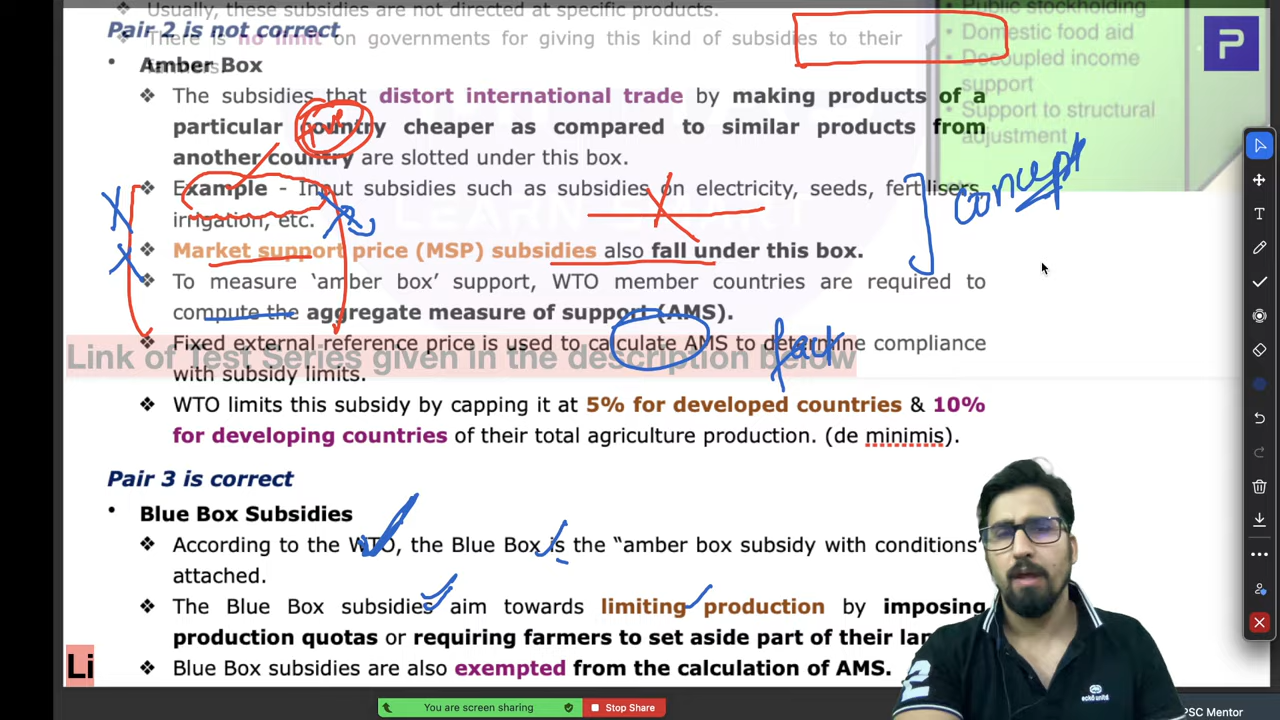 Usually, these subsidies are not directed at specific products.
Public stockholding
Pair 2 is not correct
There is no limit on governments for giving this kind of subsidies to their
farmers.
Domestic food aid
Decoupled income
support
Support to structural
adjustment
P
• Amber Box
❖ The subsidies that distort international trade by making products of a
particular country cheaper as compared to similar products from
another country are slotted under this box.
❖ Example - Input subsidies such as subsidies on electricity, seeds, fertilisers,
irrigation, etc.
❖ Market support price (MSP) subsidies also fall under this box.
concept
❖ To measure ‘amber box’ support, WTO member countries are required to
compute the aggregate measure of support (AMS).
❖ Fixed external reference price is used to calculate AMS to determine compliance
with subsidy limits.
fact
Link of Test Series given in the description below
❖ WTO limits this subsidy by capping it at 5% for developed countries & 10%
for developing countries of their total agriculture production. (de minimis).
Pair 3 is correct
• Blue Box Subsidies
❖ According to the WTO, the Blue Box is the “amber box subsidy with conditions”
attached.
❖ The Blue Box subsidies aim towards limiting production by imposing
production quotas or requiring farmers to set aside part of their
❖ Blue Box subsidies are also exempted from the calculation of AMS.
Li
You are screen sharing
Stop Share
PSC Mentor
2
ecko unltd